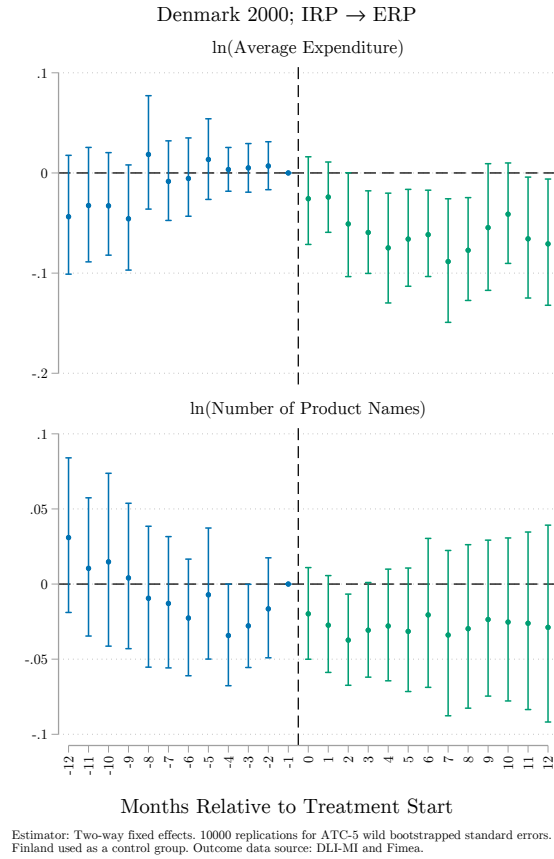 Denmark 2000; IRP → ERP
ln(Average Expenditure)
.1
0
-.1
-.2
ln(Number of Product Names)
.1
.05
0
-.05
-.1
-12 -11 -10 -9 -8 -7 -6 -5 -4 -3 -2 -1 0 1 2 3 4 5 6 7 8 9 10 11 12
Months Relative to Treatment Start
Estimator: Two-way fixed effects. 10000 replications for ATC-5 wild bootstrapped standard errors.
Finland used as a control group. Outcome data source: DLI-MI and Fimea.